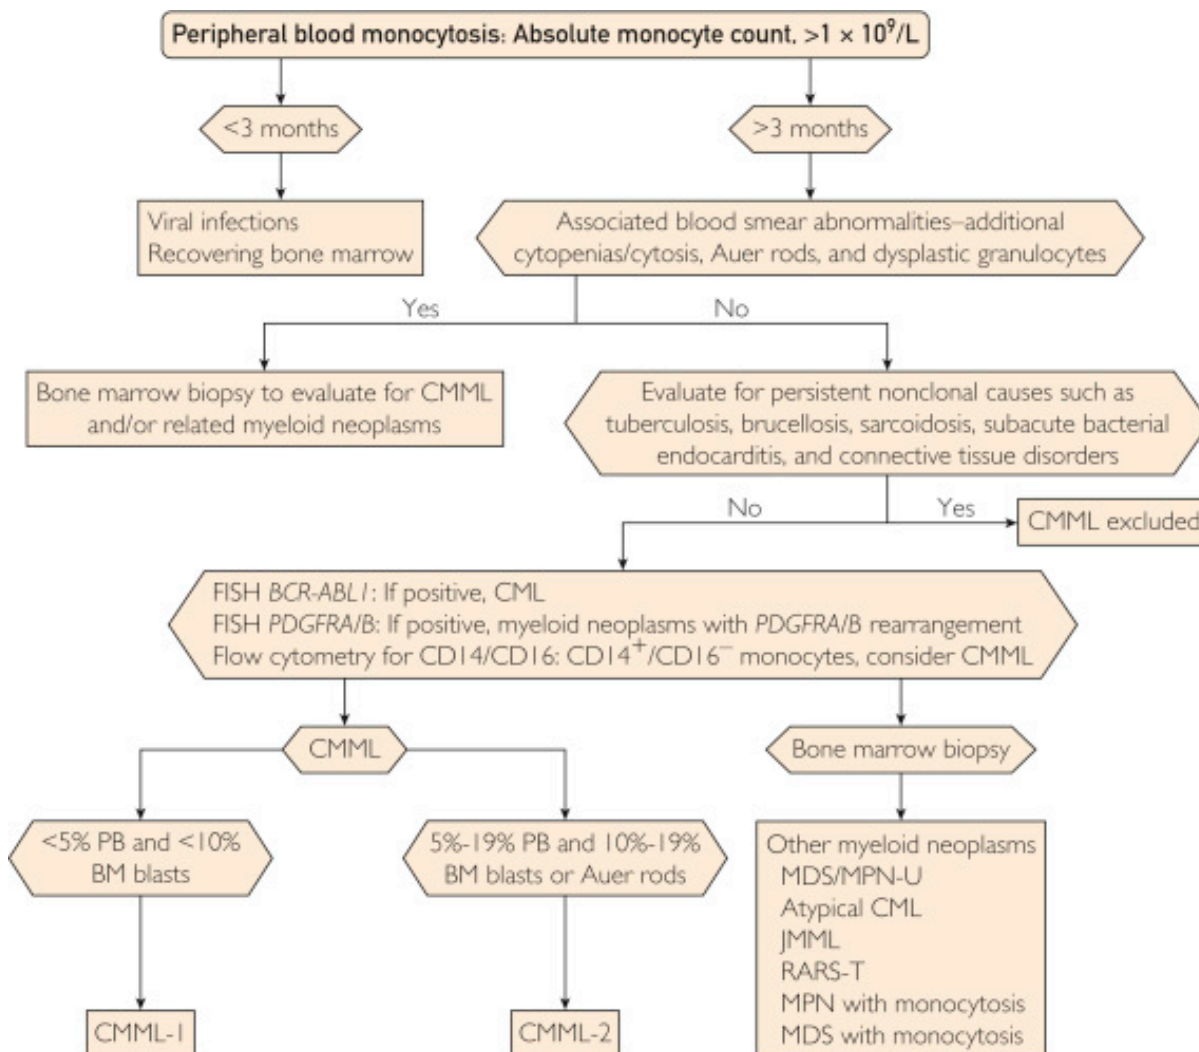 Peripheral blood monocytosis: Absolute monocyte count, >1 × 10⁹/L
<3 months
>3 months
Viral infections
Recovering bone marrow
Associated blood smear abnormalities–additional
cytopenias/cytosis, Auer rods, and dysplastic granulocytes
Yes
No
Bone marrow biopsy to evaluate for CMML
and/or related myeloid neoplasms
Evaluate for persistent nonclonal causes such as
tuberculosis, brucellosis, sarcoidosis, subacute bacterial
endocarditis, and connective tissue disorders
No
Yes
CMML excluded
FISH BCR-ABL1: If positive, CML
FISH PDGFRA/B: If positive, myeloid neoplasms with PDGFRA/B rearrangement
Flow cytometry for CD14/CD16: CD14⁺/CD16⁻ monocytes, consider CMML
CMML
Bone marrow biopsy
<5% PB and <10%
BM blasts
5%-19% PB and 10%-19%
BM blasts or Auer rods
Other myeloid neoplasms
MDS/MPN-U
Atypical CML
JMML
RARS-T
MPN with monocytosis
MDS with monocytosis
CMML-1
CMML-2